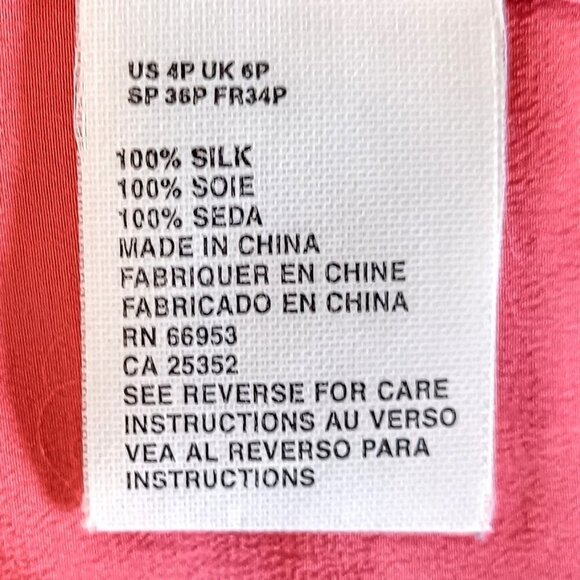 US 4P UK 6P
SP 36P FR34P
100% SILK
100% SOIE
100% SEDA
MADE IN CHINA
FABRIQUER EN CHINE
FABRICADO EN CHINA
RN 66953
CA 25352
SEE REVERSE FOR CARE
INSTRUCTIONS AU VERSO
VEA AL REVERSO PARA
INSTRUCTIONS